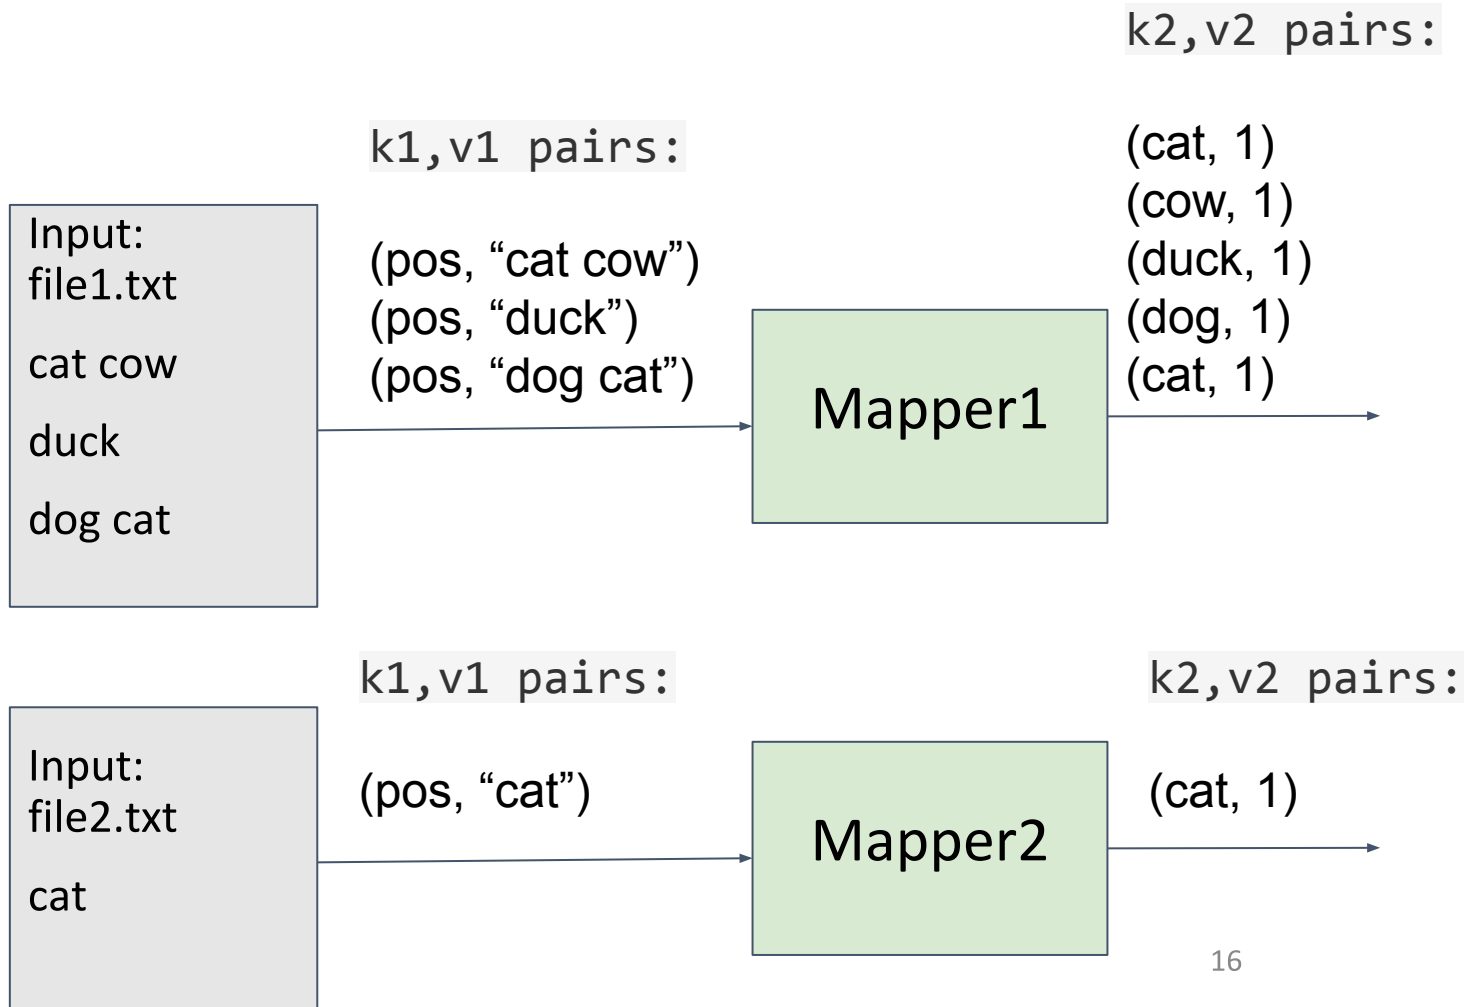 k2,v2 pairs:
k1,v1 pairs:
(cat, 1)
(cow, 1)
(duck, 1)
(dog, 1)
(cat, 1)
Input:
file1.txt
cat cow
duck
dog cat
(pos, “cat cow”)
(pos, “duck”)
(pos, “dog cat”)
Mapper1
k1,v1 pairs:
k2,v2 pairs:
Input:
file2.txt
cat
(pos, “cat”)
Mapper2
(cat, 1)
16